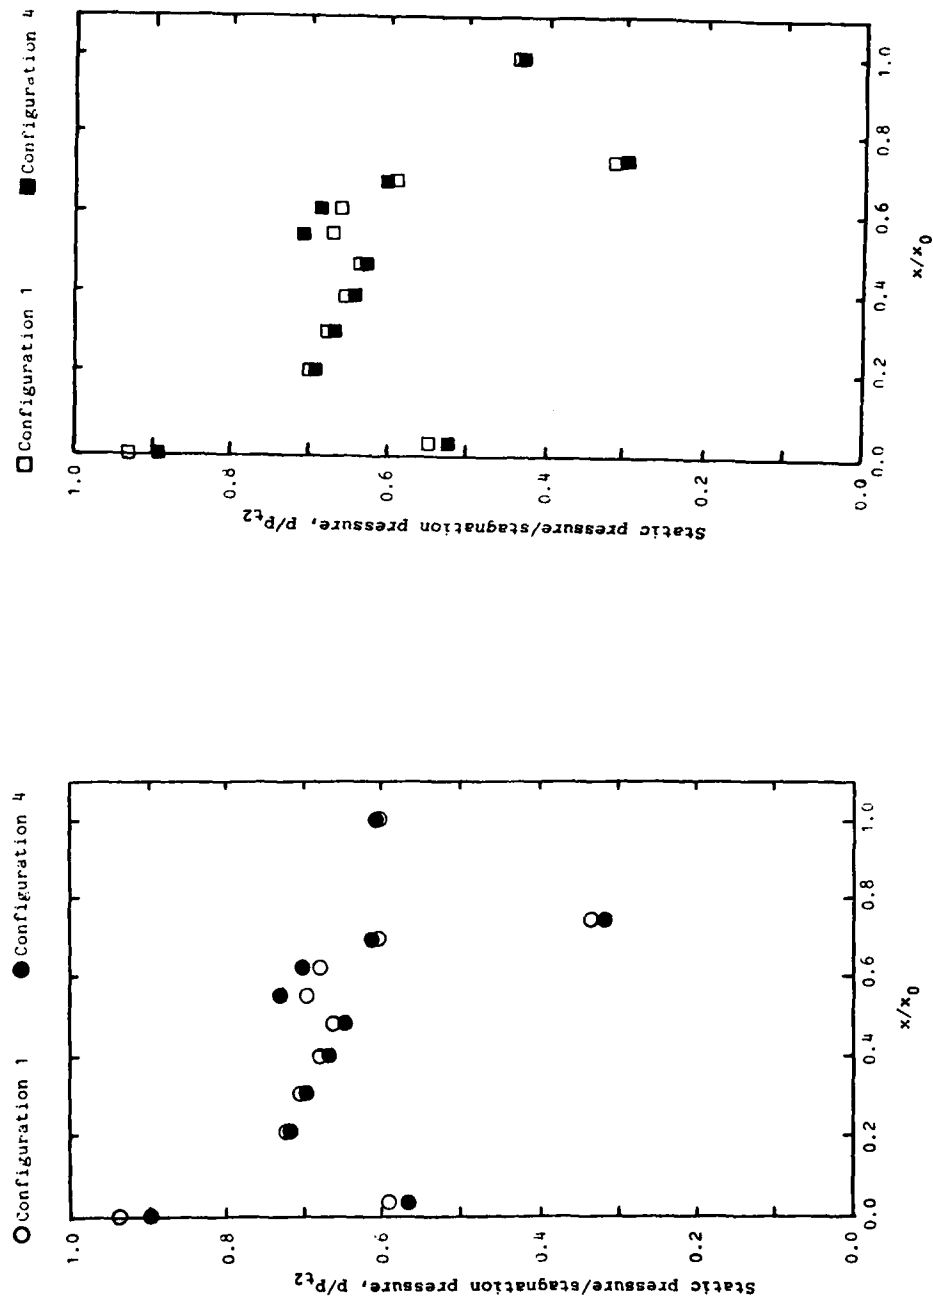 ○ Configuration 1 ● Configuration 4
Static pressure/stagnation pressure, p/pt2
1.0
0.8
0.6
0.4
0.2
0.0
0.0 0.2 0.4 0.6 0.8 1.0
x/x0
□ Configuration 1 ■ Configuration 4
Static pressure/stagnation pressure, p/pt2
1.0
0.8
0.6
0.4
0.2
0.0
0.0 0.2 0.4 0.6 0.8 1.0
x/x0